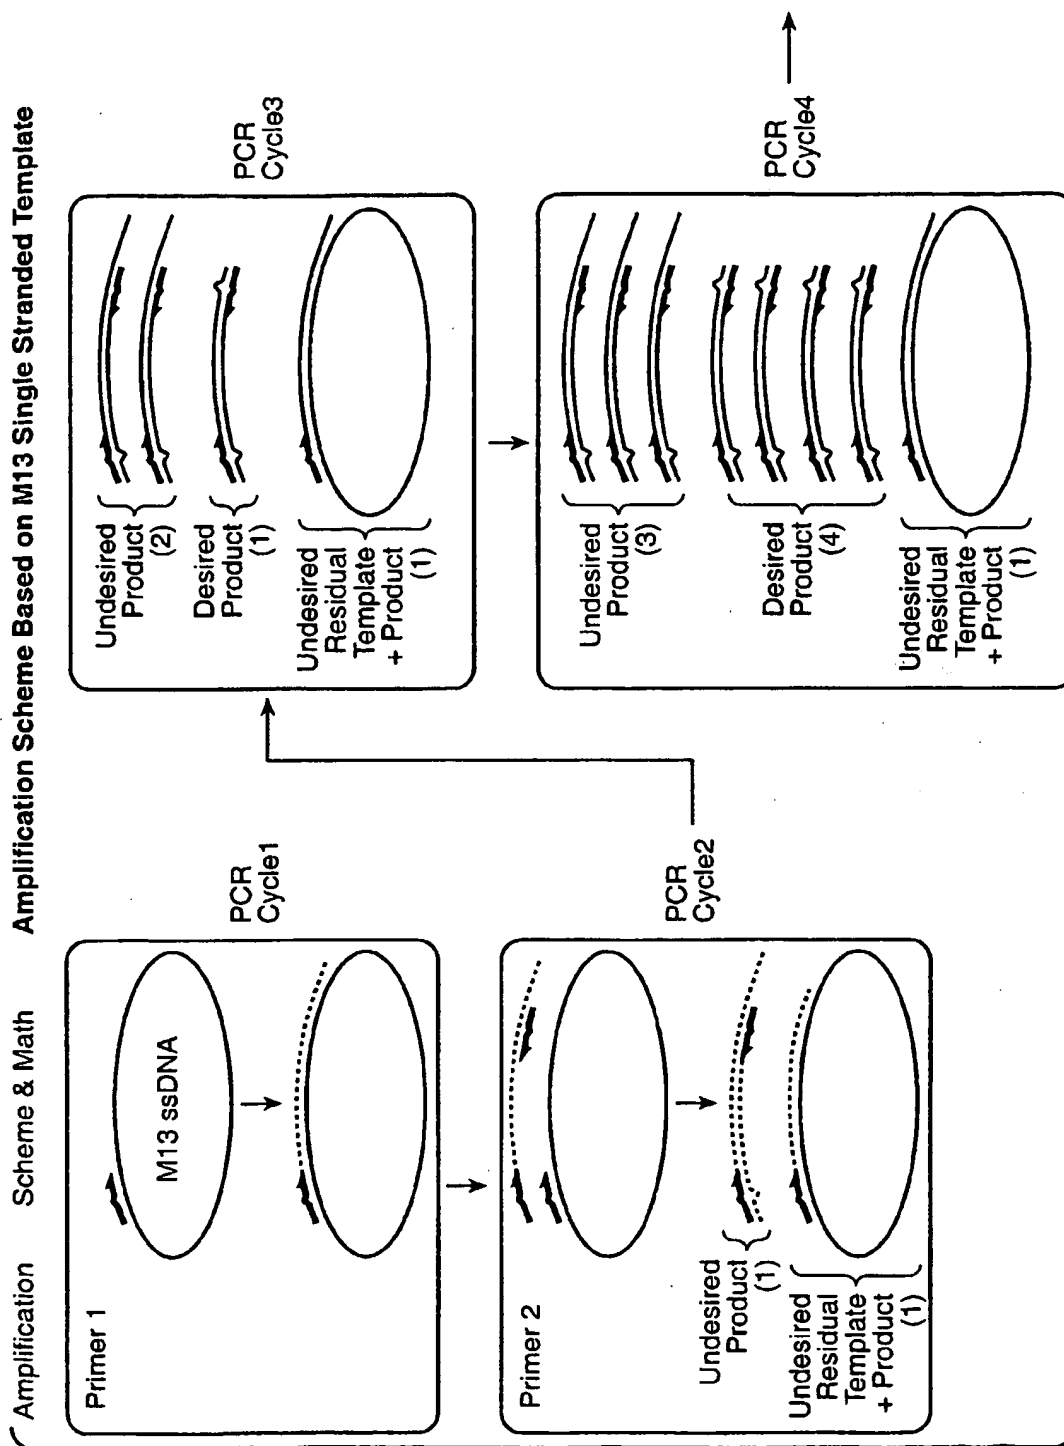 Amplification Scheme & Math Amplification Scheme Based on M13 Single Stranded Template
Primer 1
M13 ssDNA
PCR
Cycle1
Primer 2
Undesired
Product
(1)
Undesired
Residual
Template
+ Product
(1)
PCR
Cycle2
Undesired
Product
(2)
Desired
Product
(1)
Undesired
Residual
Template
+ Product
(1)
PCR
Cycle3
Undesired
Product
(3)
Desired
Product
(4)
Undesired
Residual
Template
+ Product
(1)
PCR
Cycle4